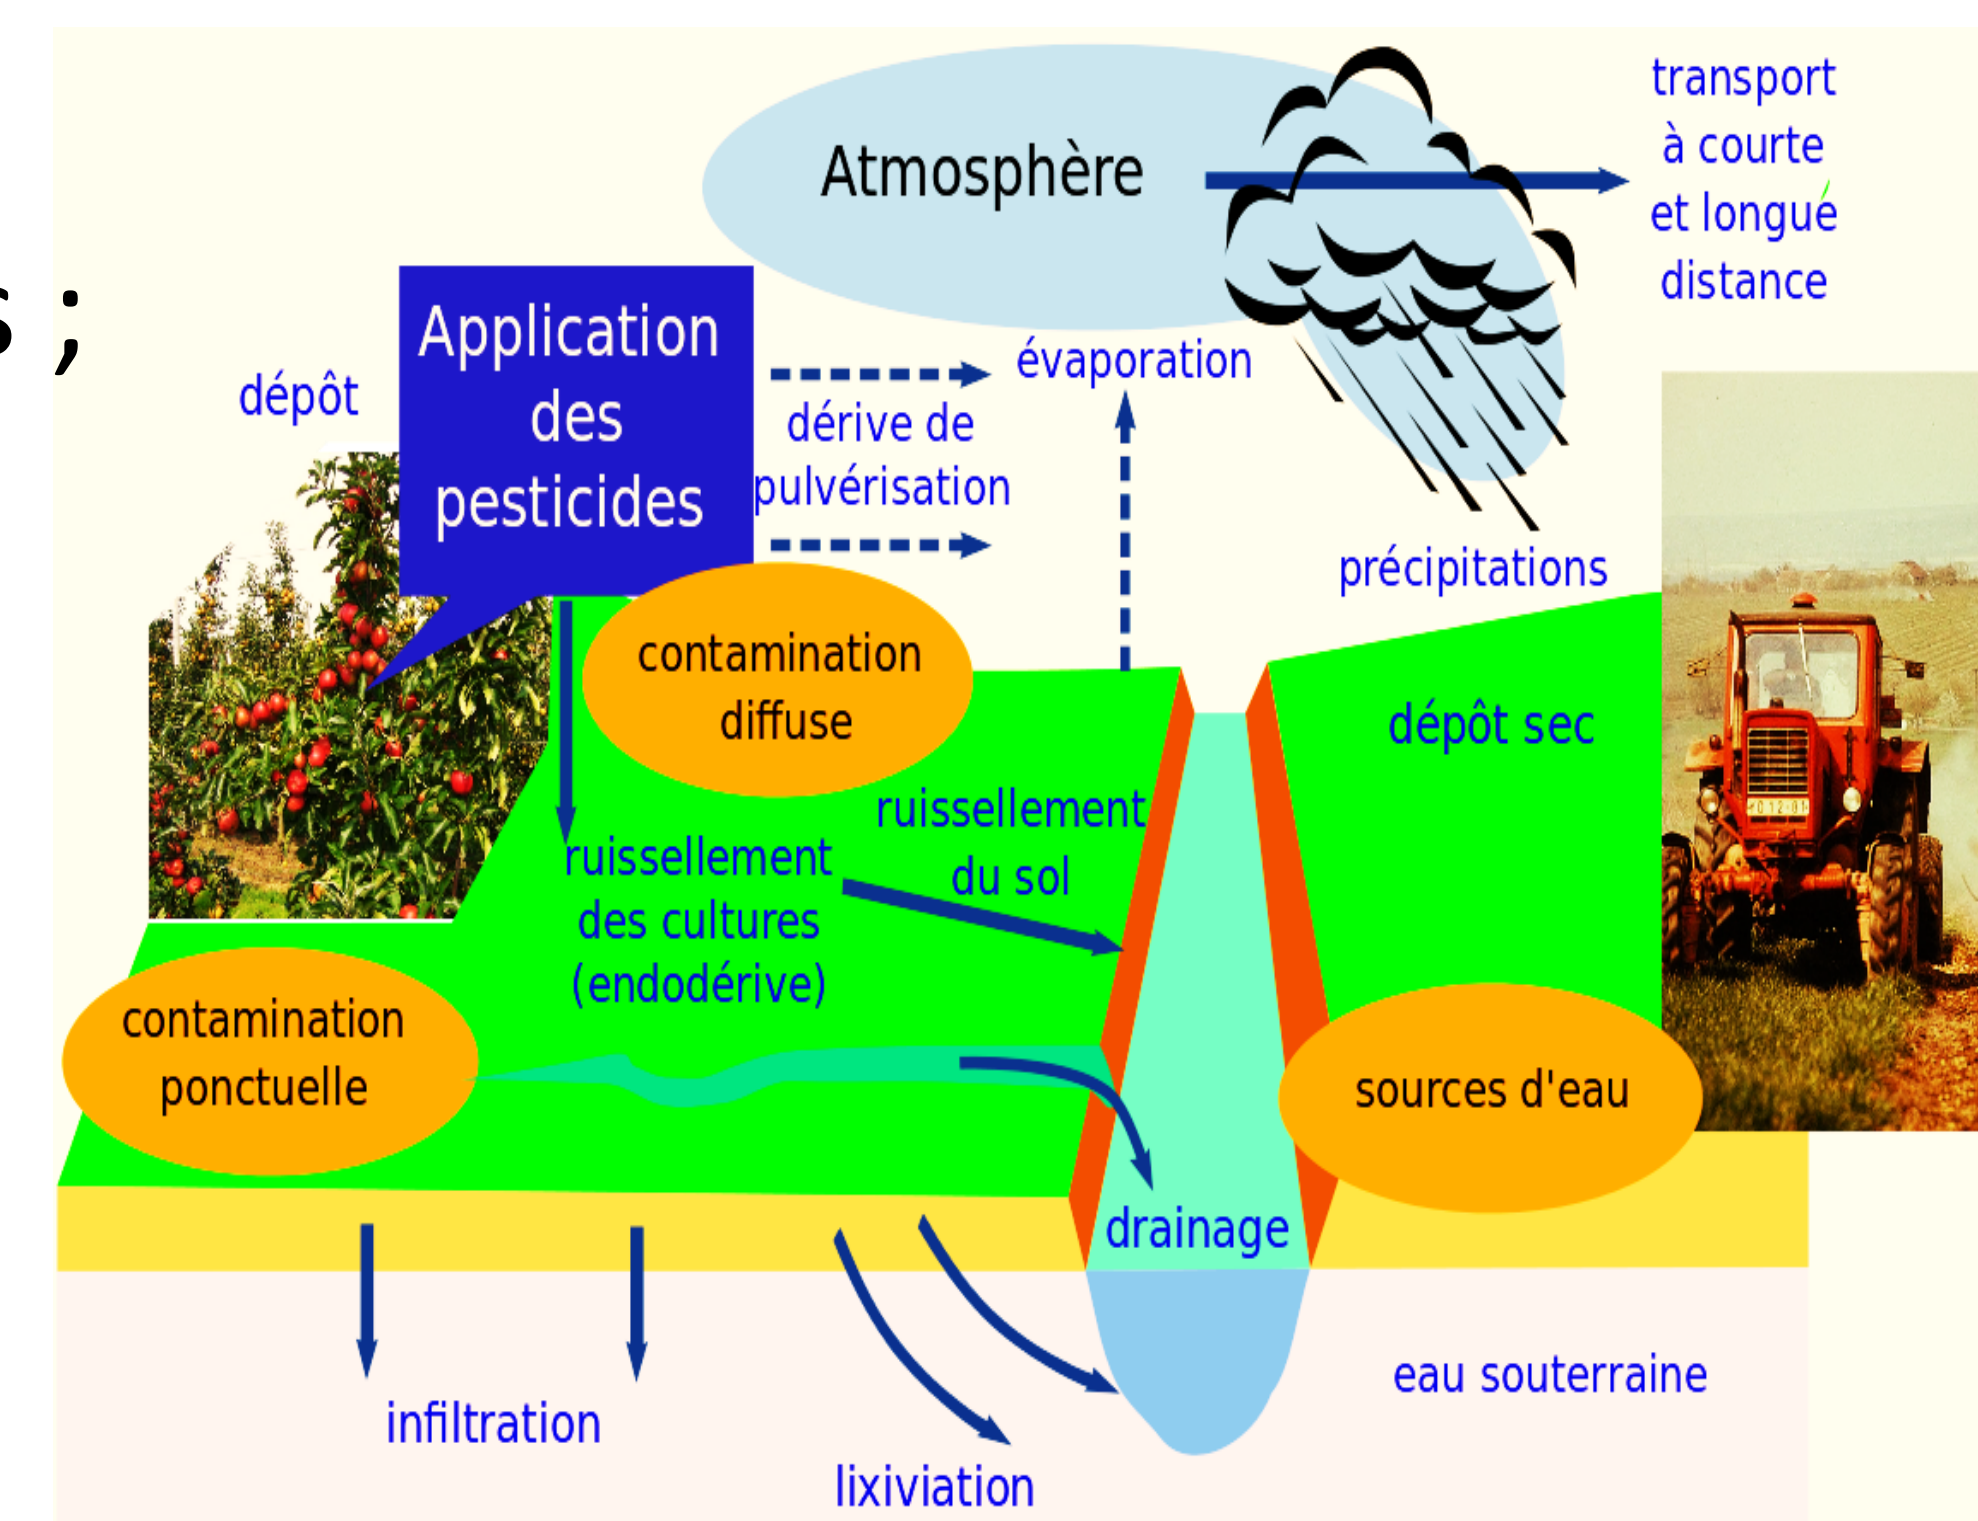 Atmosphère
transport
à courte
et longué
distance
s ;
dépôt
Application
des
pesticides
évaporation
dérive de
pulvérisation
précipitations
contamination
diffuse
dépôt sec
ruissellement
du sol
ruissellement
des cultures
(endodérive)
contamination
ponctuelle
sources d'eau
drainage
eau souterraine
infiltration
lixiviation